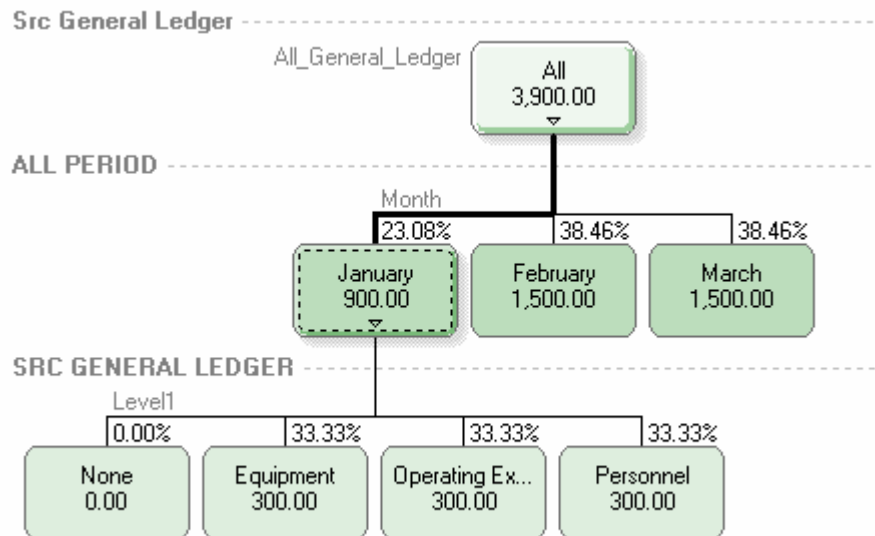 Src General Ledger
All_General_Ledger
All
3,900.00
ALL PERIOD
Month
23.08%
38.46%
38.46%
January
900.00
February
1,500.00
March
1,500.00
SRC GENERAL LEDGER
Level1
0.00%
33.33%
33.33%
33.33%
None
0.00
Equipment
300.00
Operating Ex...
300.00
Personnel
300.00